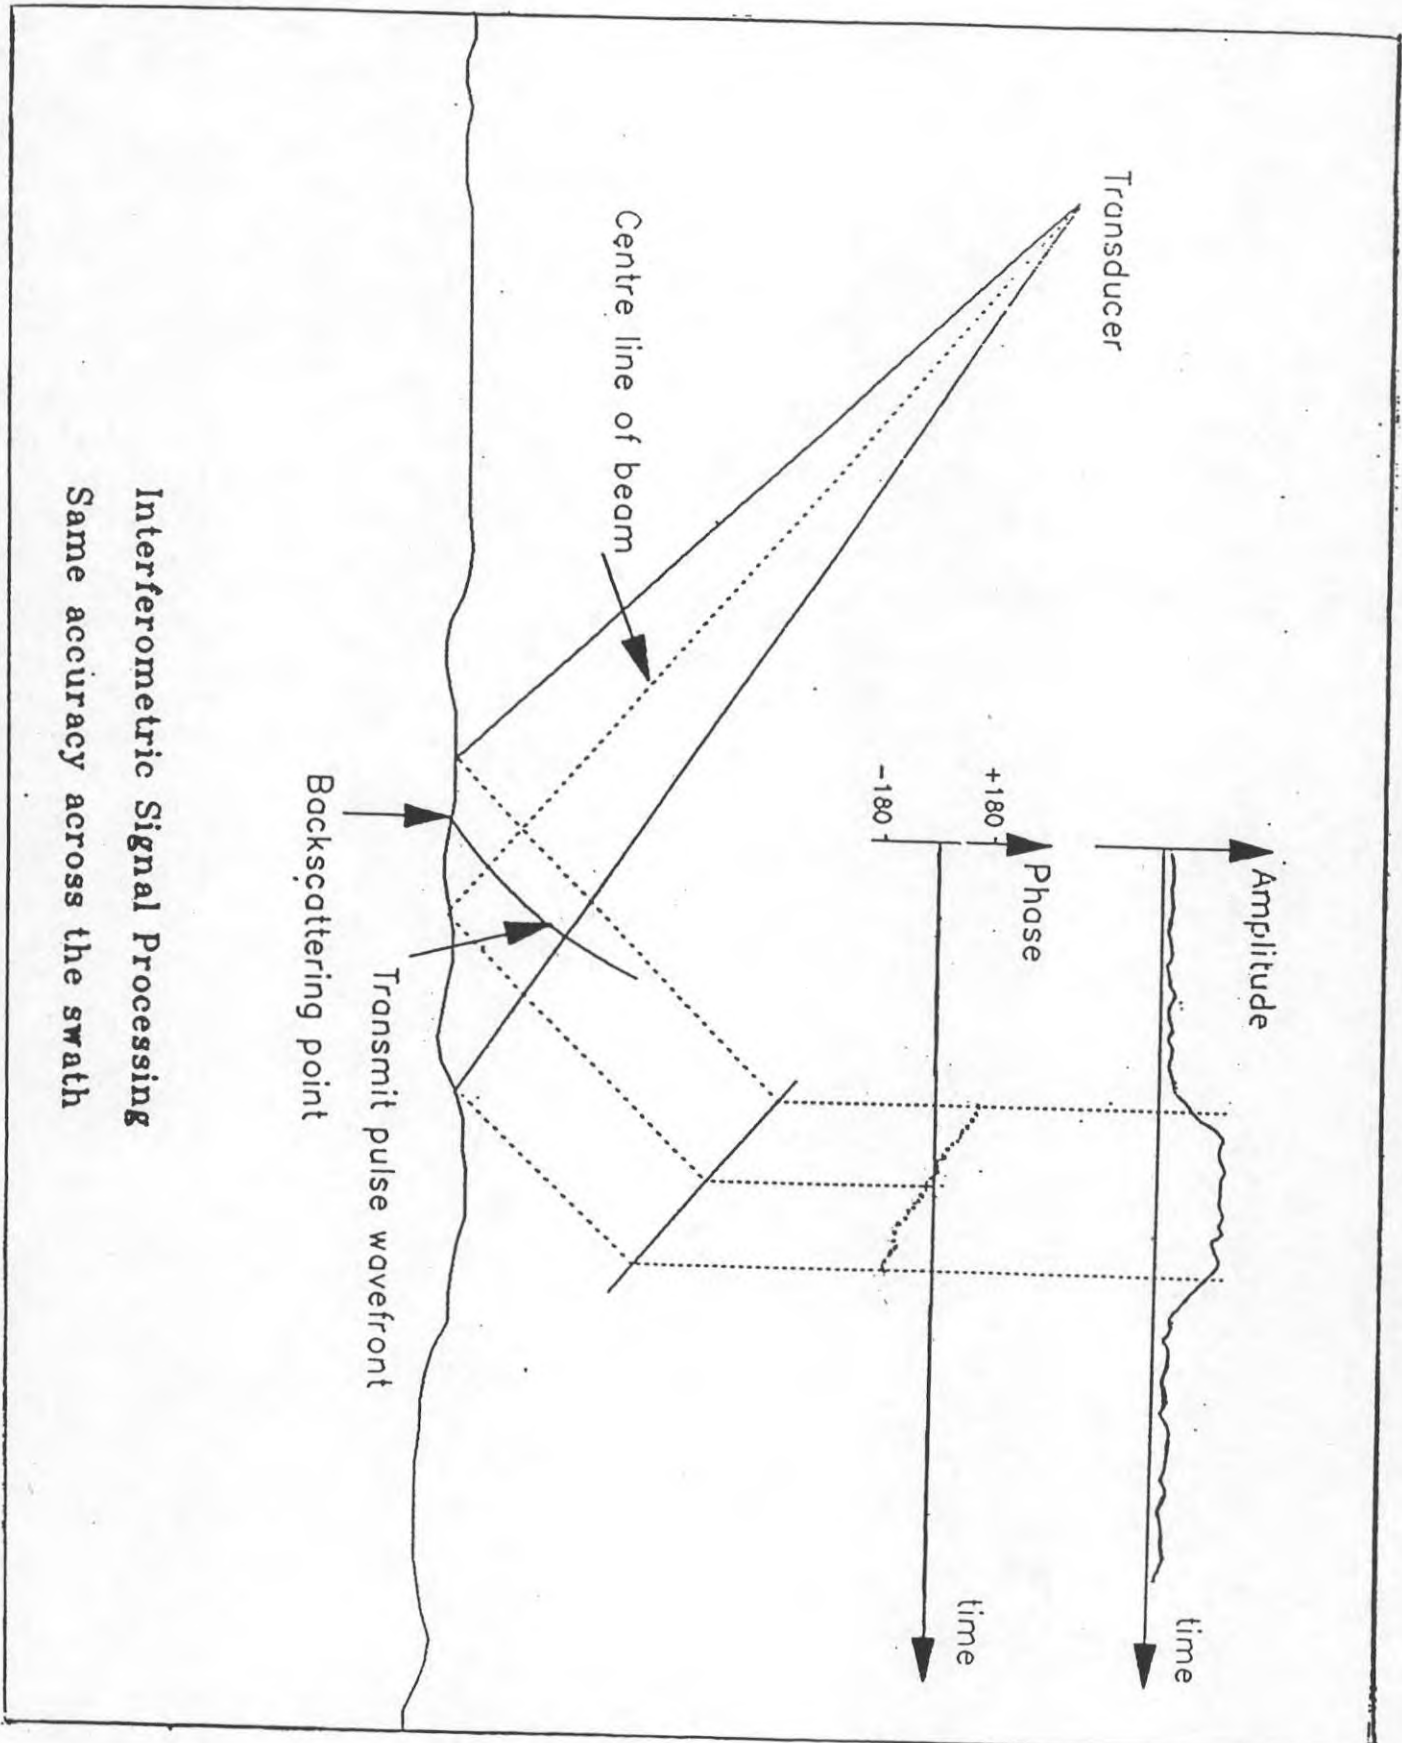 Amplitude
time
Phase
+180
-180
time
Transducer
Centre line of beam
Transmit pulse wavefront
Backscattering point
Interferometric Signal Processing
Same accuracy across the swath